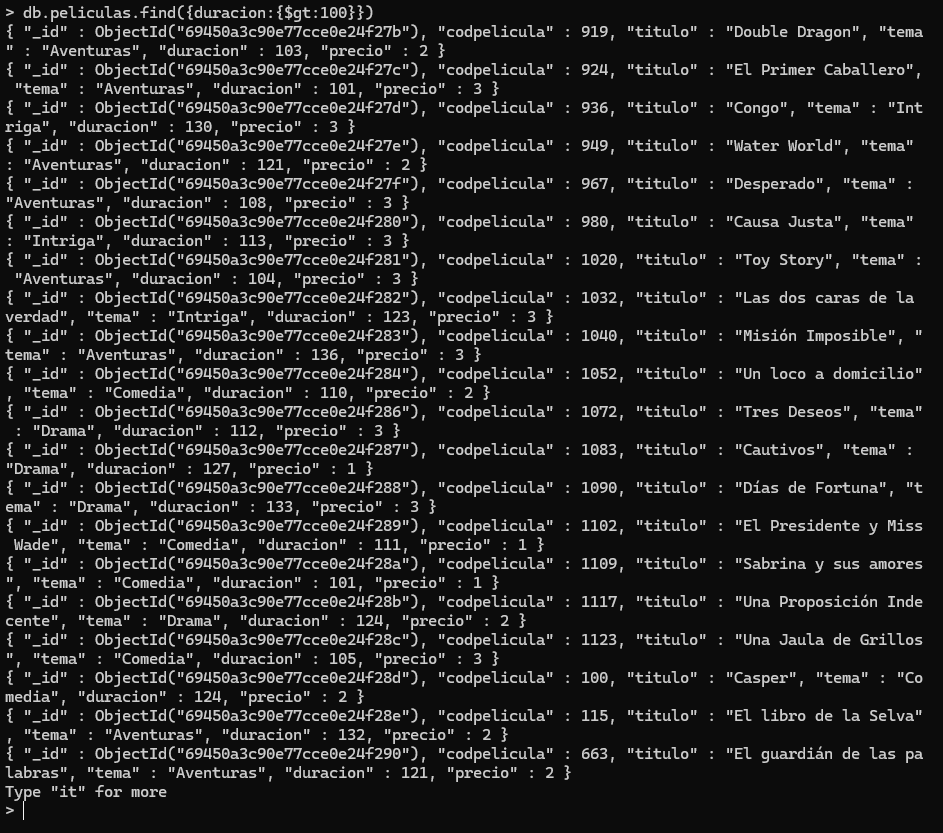 > db.peliculas.find({duracion:{$gt:100}})
{ "_id" : ObjectId("69450a3c90e77cce0e24f27b"), "codpelicula" : 919, "titulo" : "Double Dragon", "tema
" : "Aventuras", "duracion" : 103, "precio" : 2 }
{ "_id" : ObjectId("69450a3c90e77cce0e24f27c"), "codpelicula" : 924, "titulo" : "El Primer Caballero",
 "tema" : "Aventuras", "duracion" : 101, "precio" : 3 }
{ "_id" : ObjectId("69450a3c90e77cce0e24f27d"), "codpelicula" : 936, "titulo" : "Congo", "tema" : "Int
riga", "duracion" : 130, "precio" : 3 }
{ "_id" : ObjectId("69450a3c90e77cce0e24f27e"), "codpelicula" : 949, "titulo" : "Water World", "tema"
: "Aventuras", "duracion" : 121, "precio" : 2 }
{ "_id" : ObjectId("69450a3c90e77cce0e24f27f"), "codpelicula" : 967, "titulo" : "Desperado", "tema" :
"Aventuras", "duracion" : 108, "precio" : 3 }
{ "_id" : ObjectId("69450a3c90e77cce0e24f280"), "codpelicula" : 980, "titulo" : "Causa Justa", "tema"
: "Intriga", "duracion" : 113, "precio" : 3 }
{ "_id" : ObjectId("69450a3c90e77cce0e24f281"), "codpelicula" : 1020, "titulo" : "Toy Story", "tema" :
 "Aventuras", "duracion" : 104, "precio" : 3 }
{ "_id" : ObjectId("69450a3c90e77cce0e24f282"), "codpelicula" : 1032, "titulo" : "Las dos caras de la
verdad", "tema" : "Intriga", "duracion" : 123, "precio" : 3 }
{ "_id" : ObjectId("69450a3c90e77cce0e24f283"), "codpelicula" : 1040, "titulo" : "Misión Imposible", "
tema" : "Aventuras", "duracion" : 136, "precio" : 3 }
{ "_id" : ObjectId("69450a3c90e77cce0e24f284"), "codpelicula" : 1052, "titulo" : "Un loco a domicilio"
, "tema" : "Comedia", "duracion" : 110, "precio" : 2 }
{ "_id" : ObjectId("69450a3c90e77cce0e24f286"), "codpelicula" : 1072, "titulo" : "Tres Deseos", "tema"
 : "Drama", "duracion" : 112, "precio" : 3 }
{ "_id" : ObjectId("69450a3c90e77cce0e24f287"), "codpelicula" : 1083, "titulo" : "Cautivos", "tema" :
"Drama", "duracion" : 127, "precio" : 1 }
{ "_id" : ObjectId("69450a3c90e77cce0e24f288"), "codpelicula" : 1090, "titulo" : "Días de Fortuna", "t
ema" : "Drama", "duracion" : 133, "precio" : 3 }
{ "_id" : ObjectId("69450a3c90e77cce0e24f289"), "codpelicula" : 1102, "titulo" : "El Presidente y Miss
 Wade", "tema" : "Comedia", "duracion" : 111, "precio" : 1 }
{ "_id" : ObjectId("69450a3c90e77cce0e24f28a"), "codpelicula" : 1109, "titulo" : "Sabrina y sus amores
", "tema" : "Comedia", "duracion" : 101, "precio" : 1 }
{ "_id" : ObjectId("69450a3c90e77cce0e24f28b"), "codpelicula" : 1117, "titulo" : "Una Proposición Inde
cente", "tema" : "Drama", "duracion" : 124, "precio" : 2 }
{ "_id" : ObjectId("69450a3c90e77cce0e24f28c"), "codpelicula" : 1123, "titulo" : "Una Jaula de Grillos
", "tema" : "Comedia", "duracion" : 105, "precio" : 3 }
{ "_id" : ObjectId("69450a3c90e77cce0e24f28d"), "codpelicula" : 100, "titulo" : "Casper", "tema" : "Co
media", "duracion" : 124, "precio" : 2 }
{ "_id" : ObjectId("69450a3c90e77cce0e24f28e"), "codpelicula" : 115, "titulo" : "El libro de la Selva"
, "tema" : "Aventuras", "duracion" : 132, "precio" : 2 }
{ "_id" : ObjectId("69450a3c90e77cce0e24f290"), "codpelicula" : 663, "titulo" : "El guardián de las pa
labras", "tema" : "Aventuras", "duracion" : 121, "precio" : 2 }
Type "it" for more
>